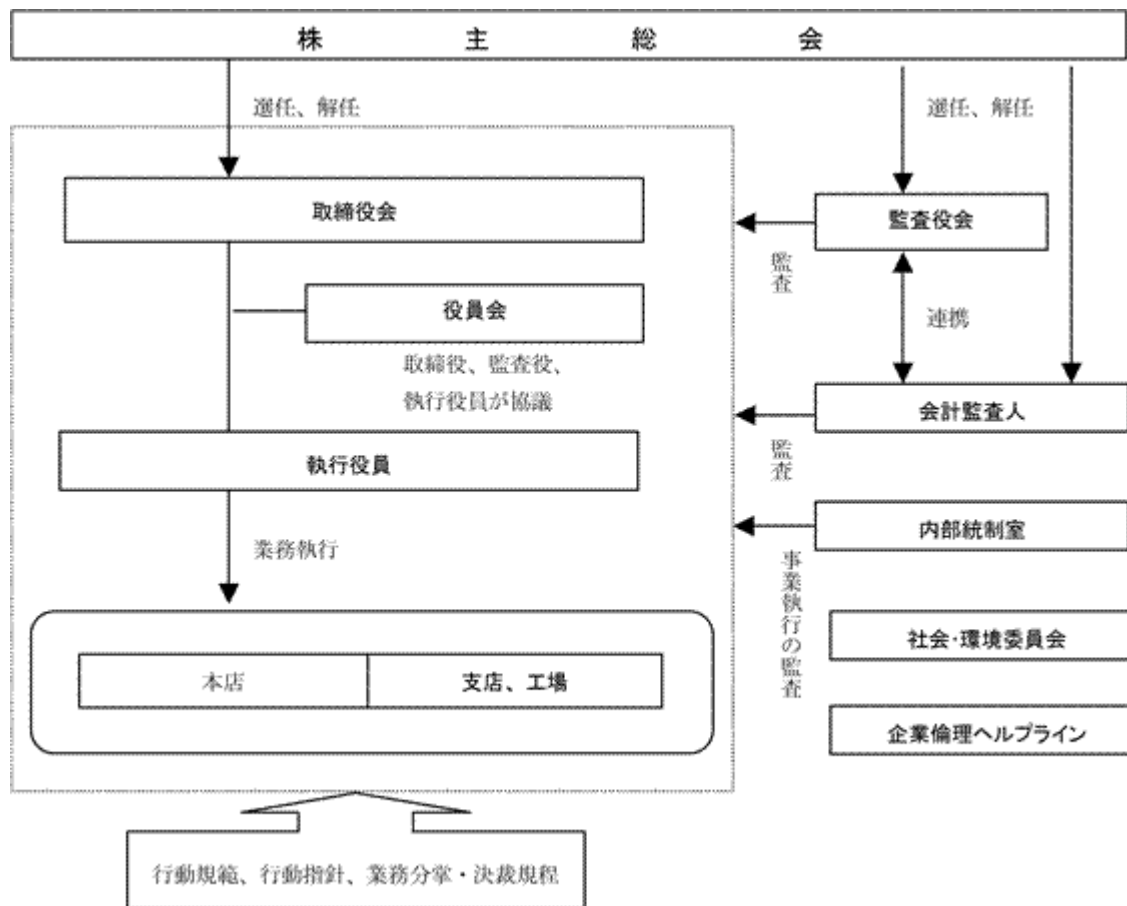 株主総会
選任、解任
選任、解任
取締役会
監査役会
監査
役員会
連携
取締役、監査役、
執行役員が協議
会計監査人
監査
執行役員
内部統制室
業務執行
事業執行の監査
社会・環境委員会
本店
支店、工場
企業倫理ヘルプライン
行動規範、行動指針、業務分掌・決裁規程